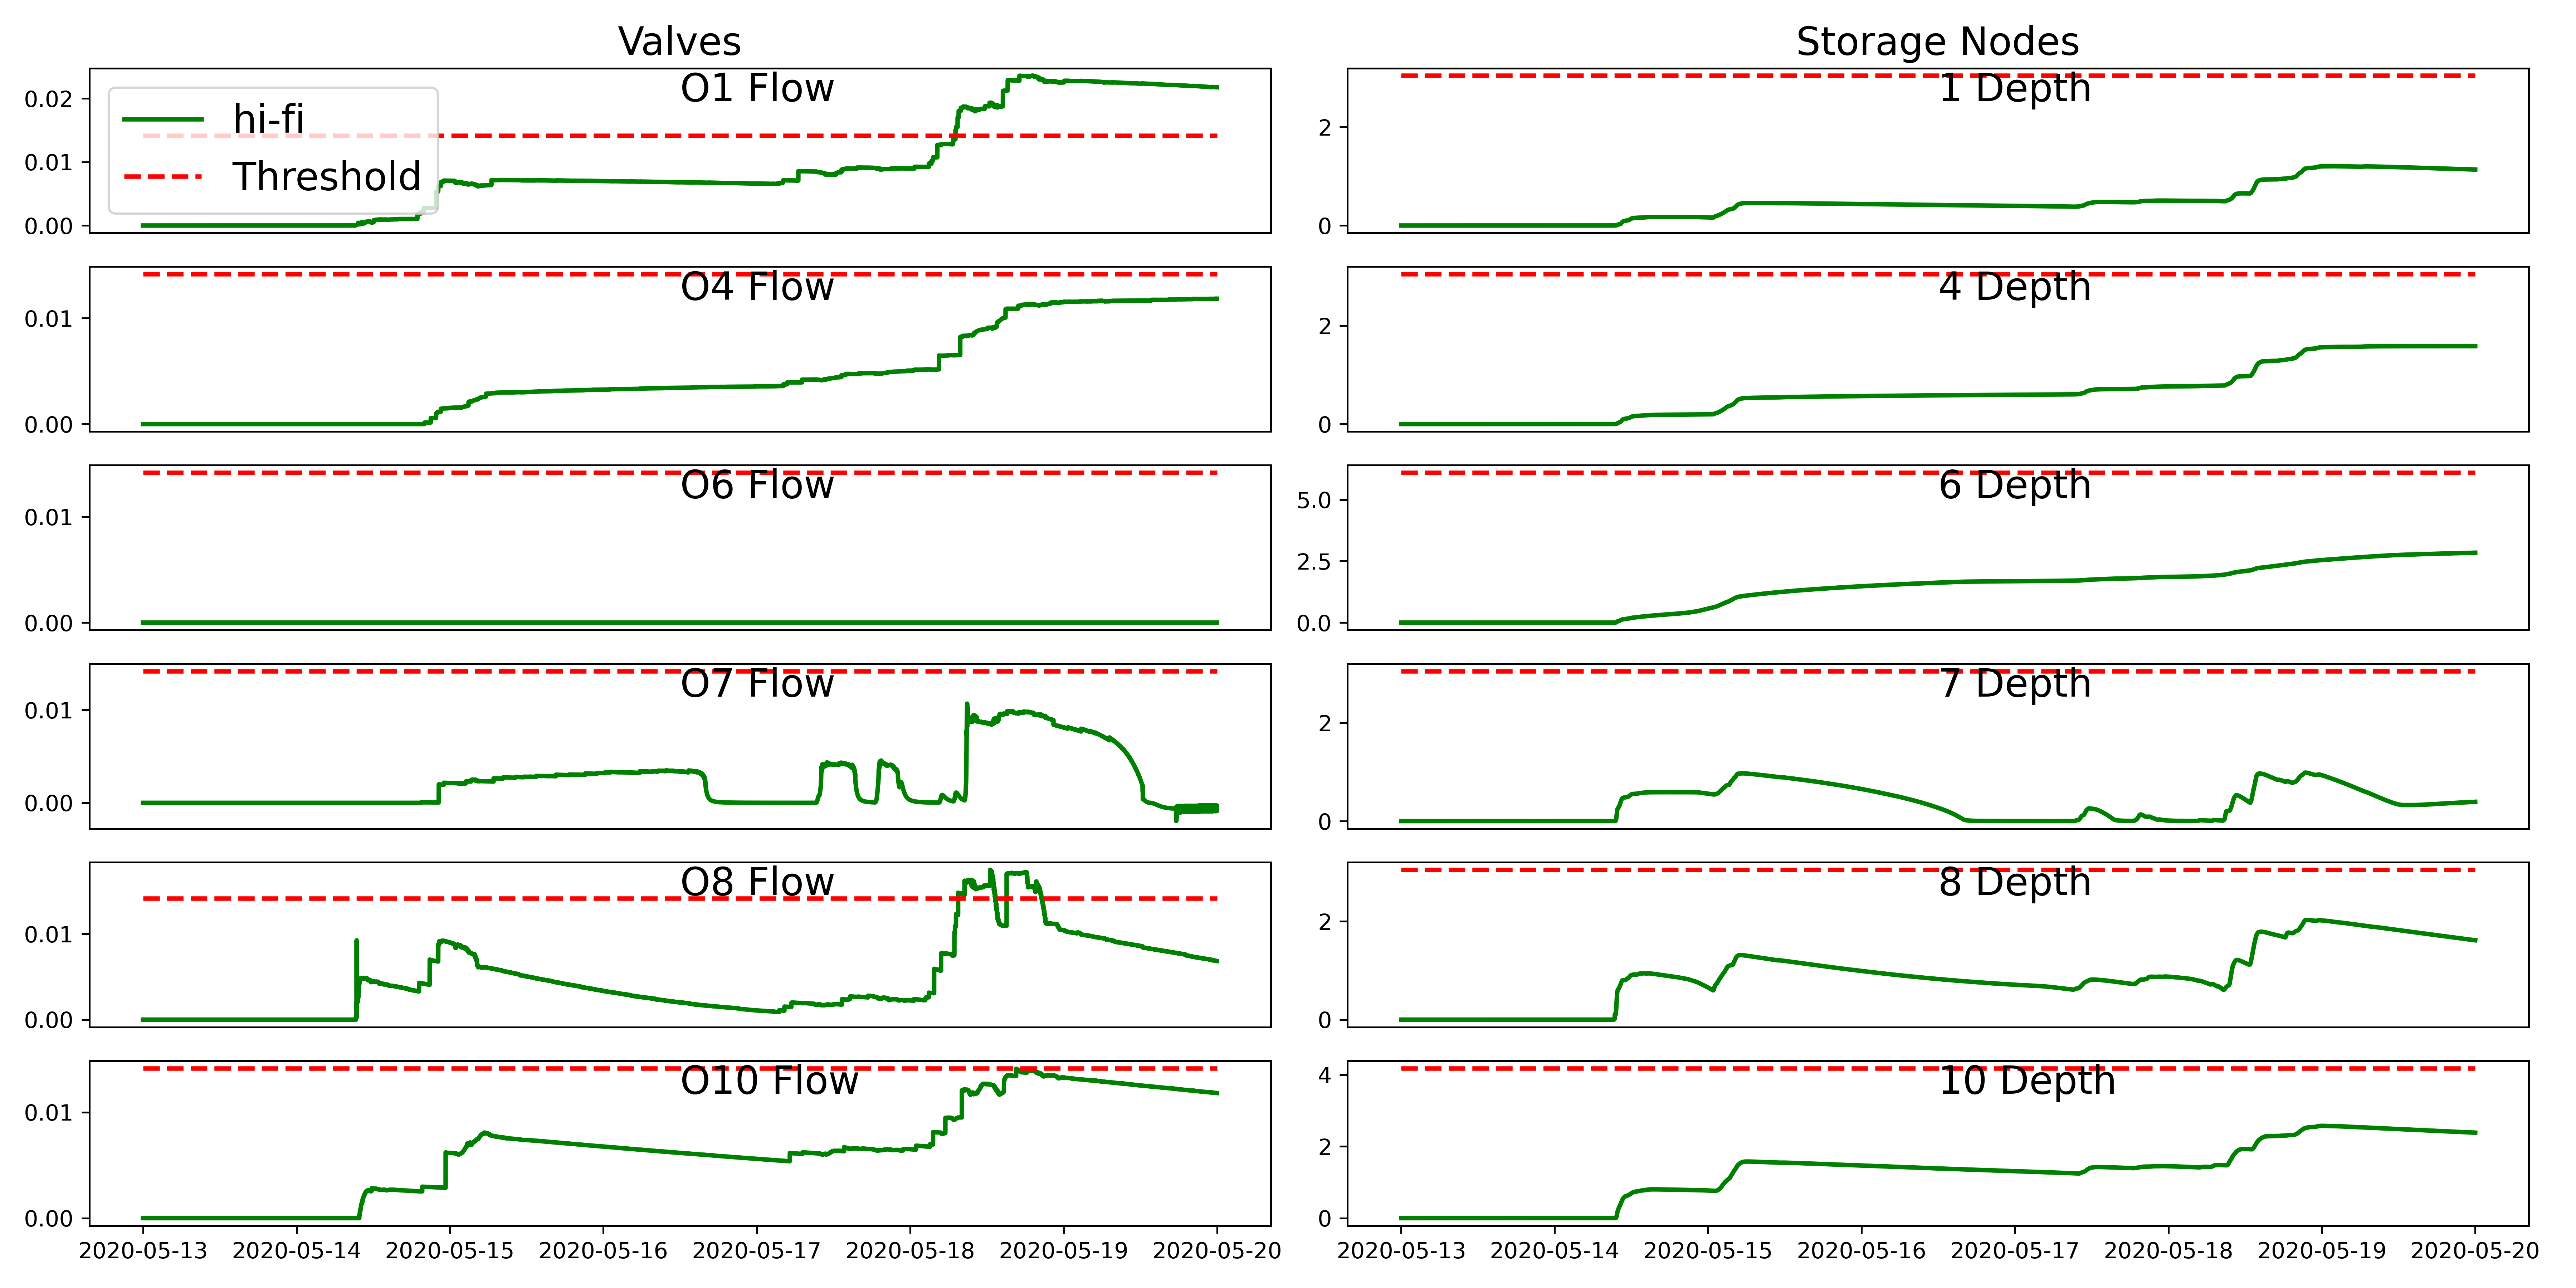 Valves
Storage Nodes
O1 Flow
hi-fi
Threshold
0.02
0.01
0.00
1 Depth
2
0
O4 Flow
0.01
0.00
4 Depth
2
0
O6 Flow
0.01
0.00
6 Depth
5.0
2.5
0.0
O7 Flow
0.01
0.00
7 Depth
2
0
O8 Flow
0.01
0.00
8 Depth
2
0
O10 Flow
0.01
0.00
10 Depth
4
2
0
2020-05-13 2020-05-14 2020-05-15 2020-05-16 2020-05-17 2020-05-18 2020-05-19 2020-05-20
2020-05-13 2020-05-14 2020-05-15 2020-05-16 2020-05-17 2020-05-18 2020-05-19 2020-05-20